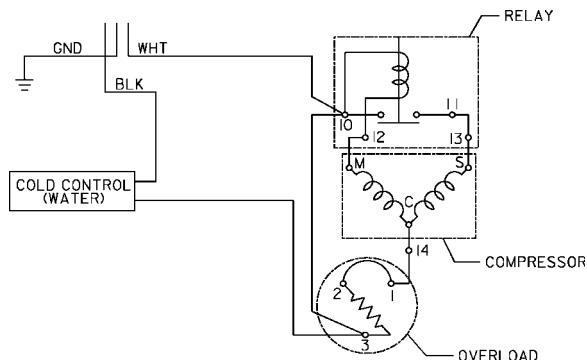 RELAY
GND
WHT
BLK
10
11
12
13
M
S
C
COLD CONTROL
(WATER)
14
COMPRESSOR
2
1
3
OVERLOAD